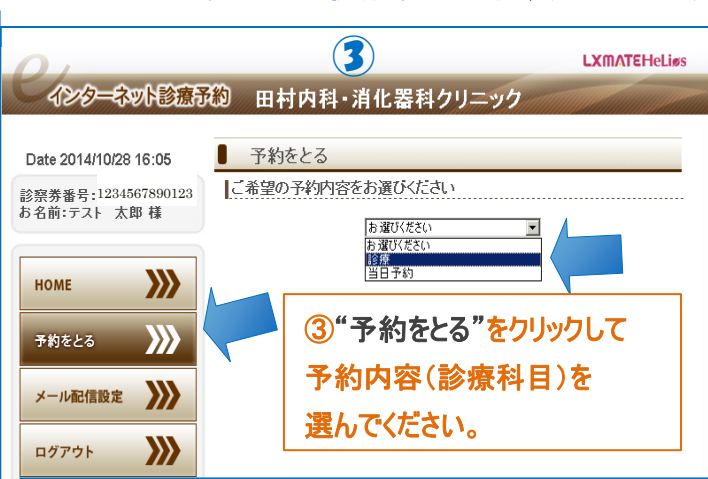 ③
LXMATEHeLios
e
インターネット診療予約 田村内科・消化器科クリニック
Date 2014/10/28 16:05
予約をとる
診察券番号:1234567890123
お名前:テスト 太郎 様
ご希望の予約内容をお選びください
お選びください
お選びください
診療
当日予約
HOME
予約をとる
メール配信設定
ログアウト
③“予約をとる”をクリックして
予約内容(診療科目)を
選んでください。